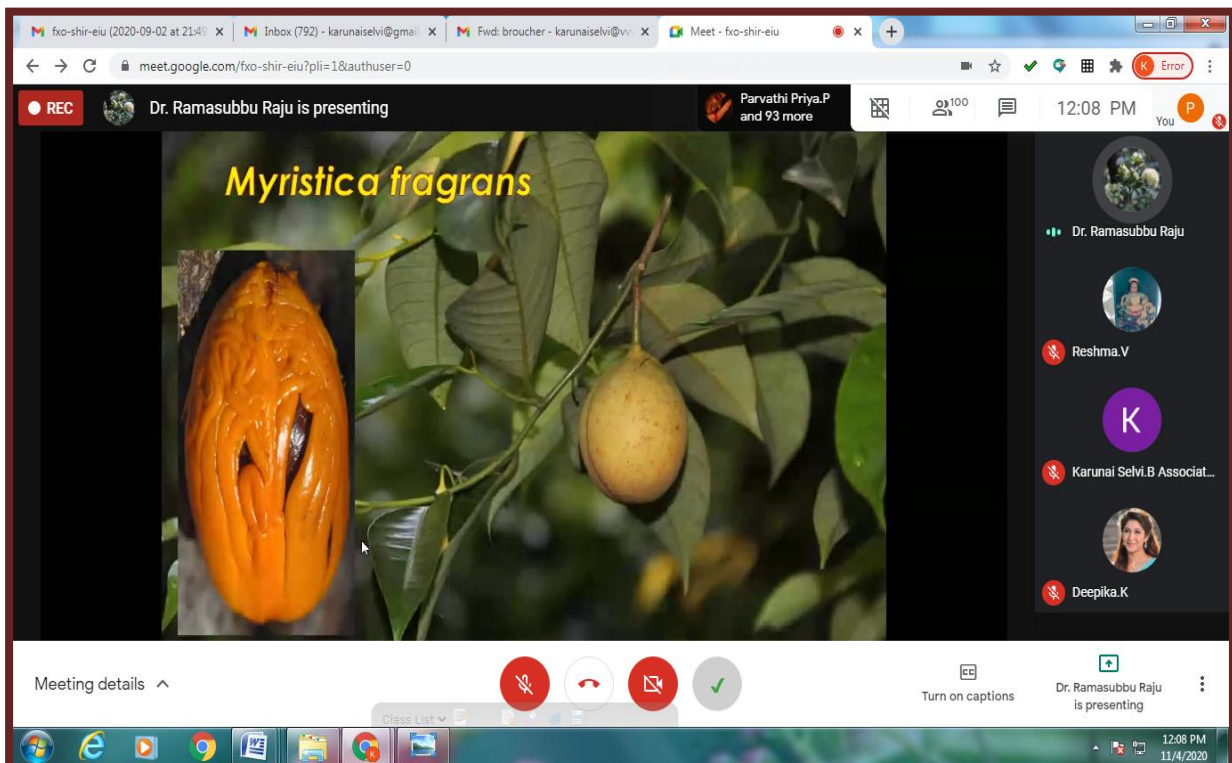 fxo-shir-eiu (2020-09-02 at 21:49
Inbox (792) - karunaiselvi@gmai
Fwd: broucher - karunaiselvi@vv
Meet - fxo-shir-eiu
meet.google.com/fxo-shir-eiu?pli=1&authuser=0
K
Error
REC
Dr. Ramasubbu Raju is presenting
Parvathi Priya.P
and 93 more
100
12:08 PM
You
P
Myristica fragrans
Dr. Ramasubbu Raju
Reshma.V
K
Karunai Selvi.B Associat...
Deepika.K
Meeting details
CC
Turn on captions
Dr. Ramasubbu Raju
is presenting
Class List
12:08 PM
11/4/2020